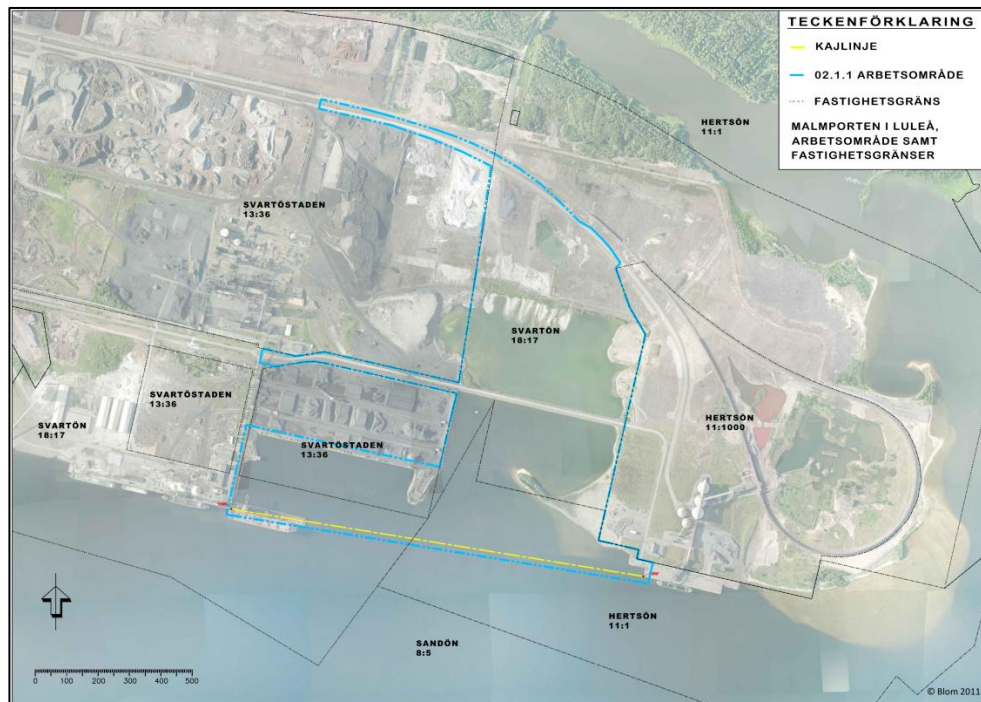 TECKENFÖRKLARING
KAJLINJE
02.1.1 ARBETSOMRÅDE
FASTIGHETSGRÄNS
MALMPORTEN I LULEÅ,
ARBETSOMRÅDE SAMT
FASTIGHETSGRÄNSER
HERTSÖN
11:1
SVARTÖSTADEN
13:36
SVARTÖN
18:17
SVARTÖSTADEN
13:36
SVARTÖN
18:17
SVARTÖSTADEN
13:36
HERTSÖN
11:1000
HERTSÖN
11:1
SANDÖN
8:5
0 100 200 300 400 500
© Blom 2011